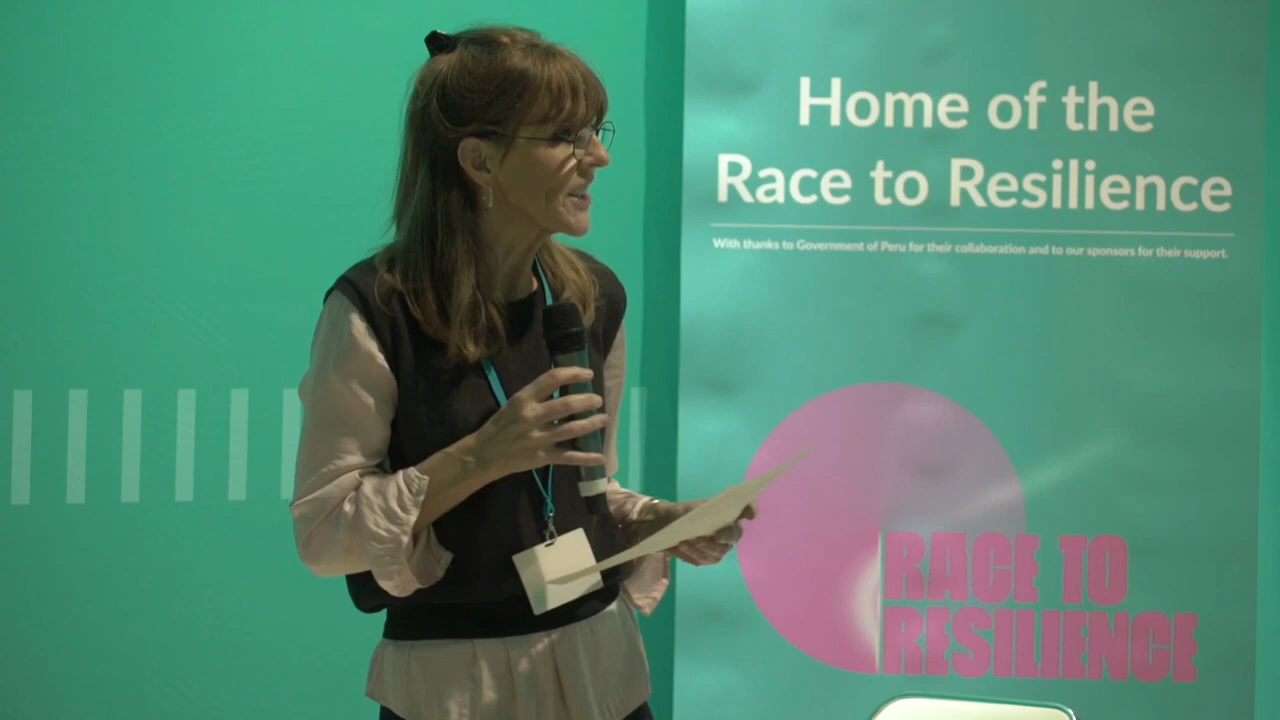 Home of the
Race to Resilience
With thanks to Government of Peru for their collaboration and to our sponsors for their support.
RACE TO
RESILIENCE